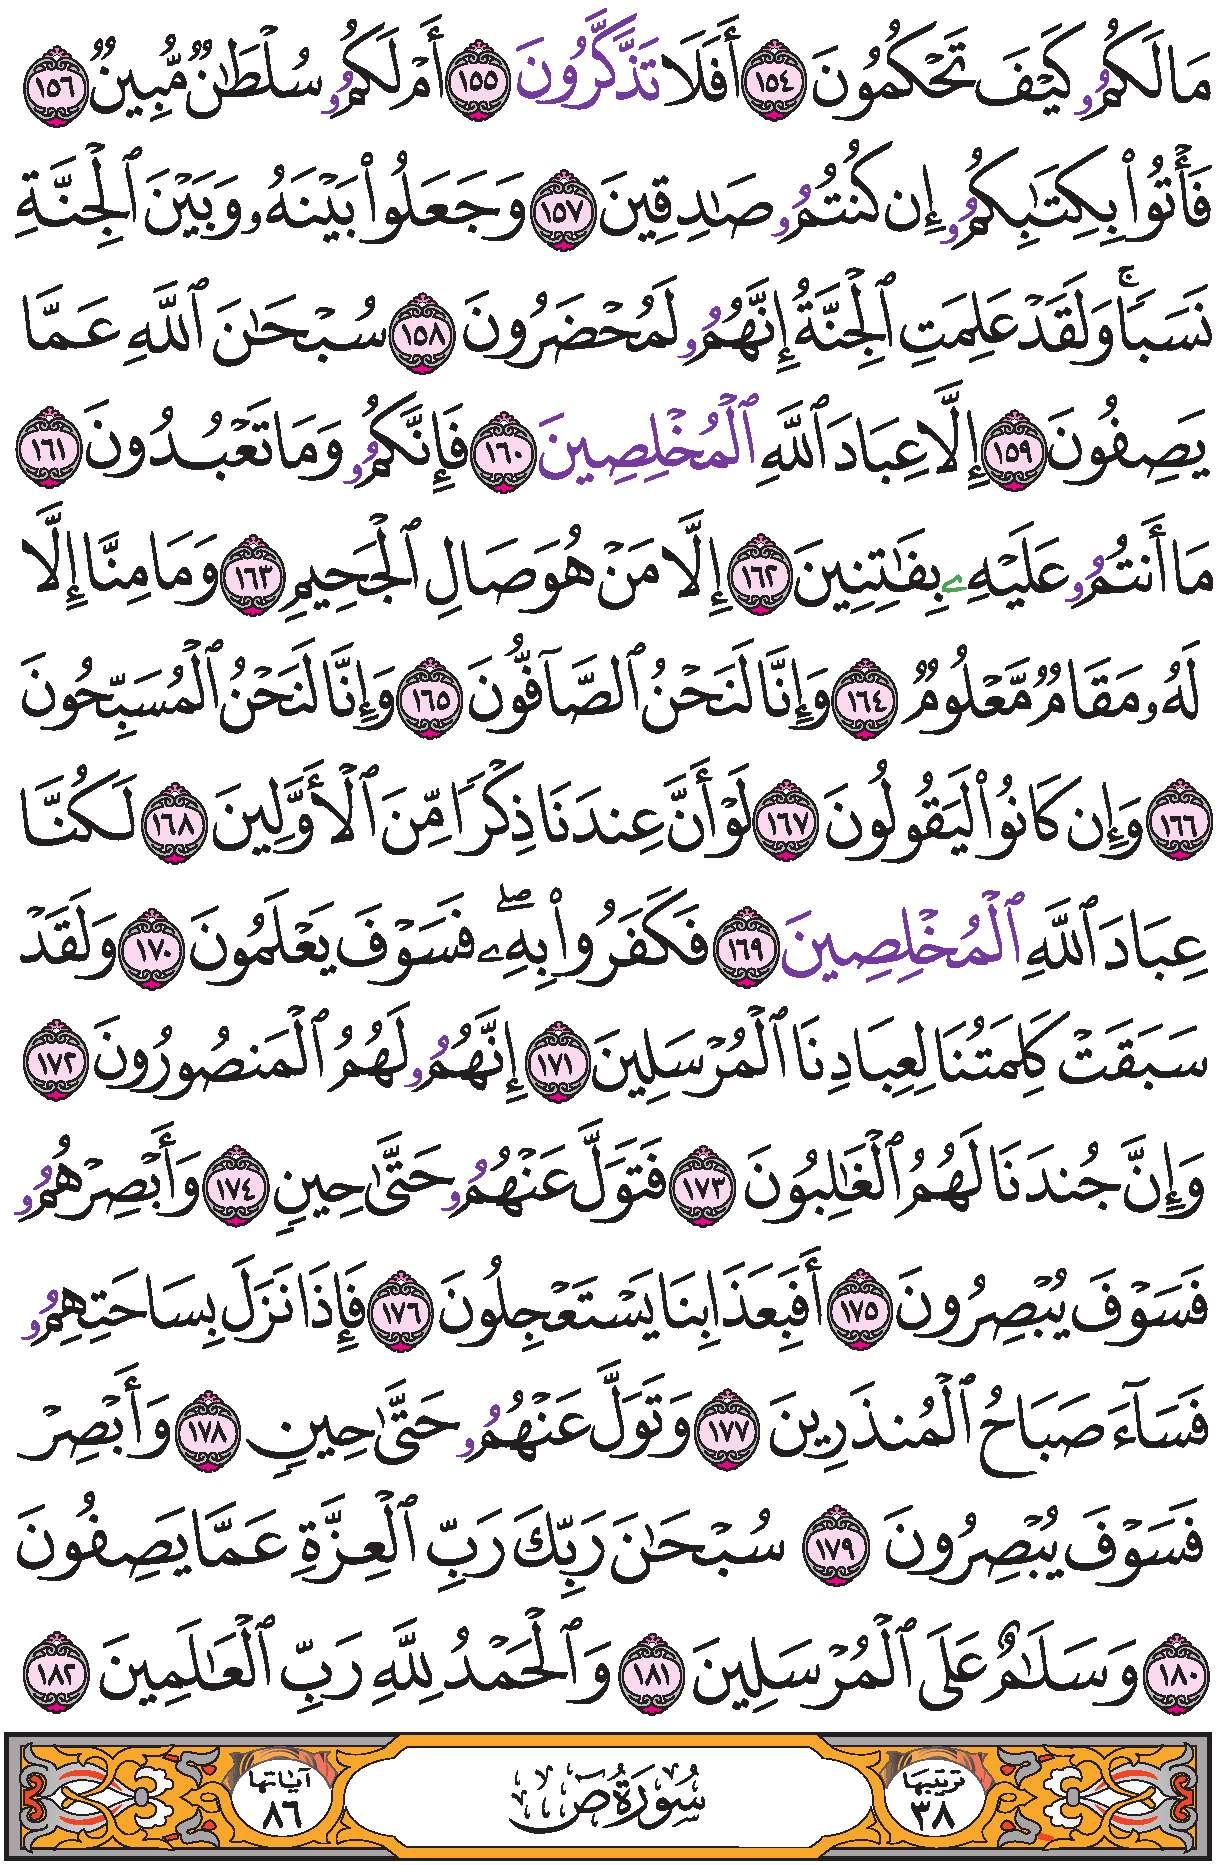 مَا لَكُمُۥ كَيۡفَ تَحۡكُمُونَ ١٥٤ أَفَلَا تَذَّكَّرُونَ ١٥٥ أَمۡ لَكُمُۥ سُلۡطَٰنٞ مُّبِينٞ ١٥٦
فَأۡتُواْ بِكِتَٰبِكُمُۥ إِن كُنتُمُۥ صَٰدِقِينَ ١٥٧ وَجَعَلُواْ بَيۡنَهُۥ وَبَيۡنَ ٱلۡجِنَّةِ
نَسَبٗاۚ وَلَقَدۡ عَلِمَتِ ٱلۡجِنَّةُ إِنَّهُمُۥ لَمُحۡضَرُونَ ١٥٨ سُبۡحَٰنَ ٱللَّهِ عَمَّا
يَصِفُونَ ١٥٩ إِلَّا عِبَادَ ٱللَّهِ ٱلۡمُخۡلِصِينَ ١٦٠ فَإِنَّكُمُۥ وَمَا تَعۡبُدُونَ ١٦١
مَا أَنتُمُۥ عَلَيۡهِۦ بِفَٰتِنِينَ ١٦٢ إِلَّا مَنۡ هُوَ صَالِ ٱلۡجَحِيمِ ١٦٣ وَمَا مِنَّا إِلَّا
لَهُۥ مَقَامٞ مَّعۡلُومٞ ١٦٤ وَإِنَّا لَنَحۡنُ ٱلصَّآفُّونَ ١٦٥ وَإِنَّا لَنَحۡنُ ٱلۡمُسَبِّحُونَ
١٦٦ وَإِن كَانُواْ لَيَقُولُونَ ١٦٧ لَوۡ أَنَّ عِندَنَا ذِكۡرٗا مِّنَ ٱلۡأَوَّلِينَ ١٦٨ لَكُنَّا
عِبَادَ ٱللَّهِ ٱلۡمُخۡلِصِينَ ١٦٩ فَكَفَرُواْ بِهِۦۖ فَسَوۡفَ يَعۡلَمُونَ ١٧٠ وَلَقَدۡ
سَبَقَتۡ كَلِمَتُنَا لِعِبَادِنَا ٱلۡمُرۡسَلِينَ ١٧١ إِنَّهُمُۥ لَهُمُ ٱلۡمَنصُورُونَ ١٧٢
وَإِنَّ جُندَنَا لَهُمُ ٱلۡغَٰلِبُونَ ١٧٣ فَتَوَلَّ عَنۡهُمُۥ حَتَّىٰ حِينٖ ١٧٤ وَأَبۡصِرۡهُمُۥ
فَسَوۡفَ يُبۡصِرُونَ ١٧٥ أَفَبِعَذَابِنَا يَسۡتَعۡجِلُونَ ١٧٦ فَإِذَا نَزَلَ بِسَاحَتِهِمُۥ
فَسَآءَ صَبَاحُ ٱلۡمُنذَرِينَ ١٧٧ وَتَوَلَّ عَنۡهُمُۥ حَتَّىٰ حِينٖ ١٧٨ وَأَبۡصِرۡ
فَسَوۡفَ يُبۡصِرُونَ ١٧٩ سُبۡحَٰنَ رَبِّكَ رَبِّ ٱلۡعِزَّةِ عَمَّا يَصِفُونَ
١٨٠ وَسَلَٰمٌ عَلَى ٱلۡمُرۡسَلِينَ ١٨١ وَٱلۡحَمۡدُ لِلَّهِ رَبِّ ٱلۡعَٰلَمِينَ ١٨٢
ترتيبها ٣٨ سُورَةُ صٓ آياتها ٨٦